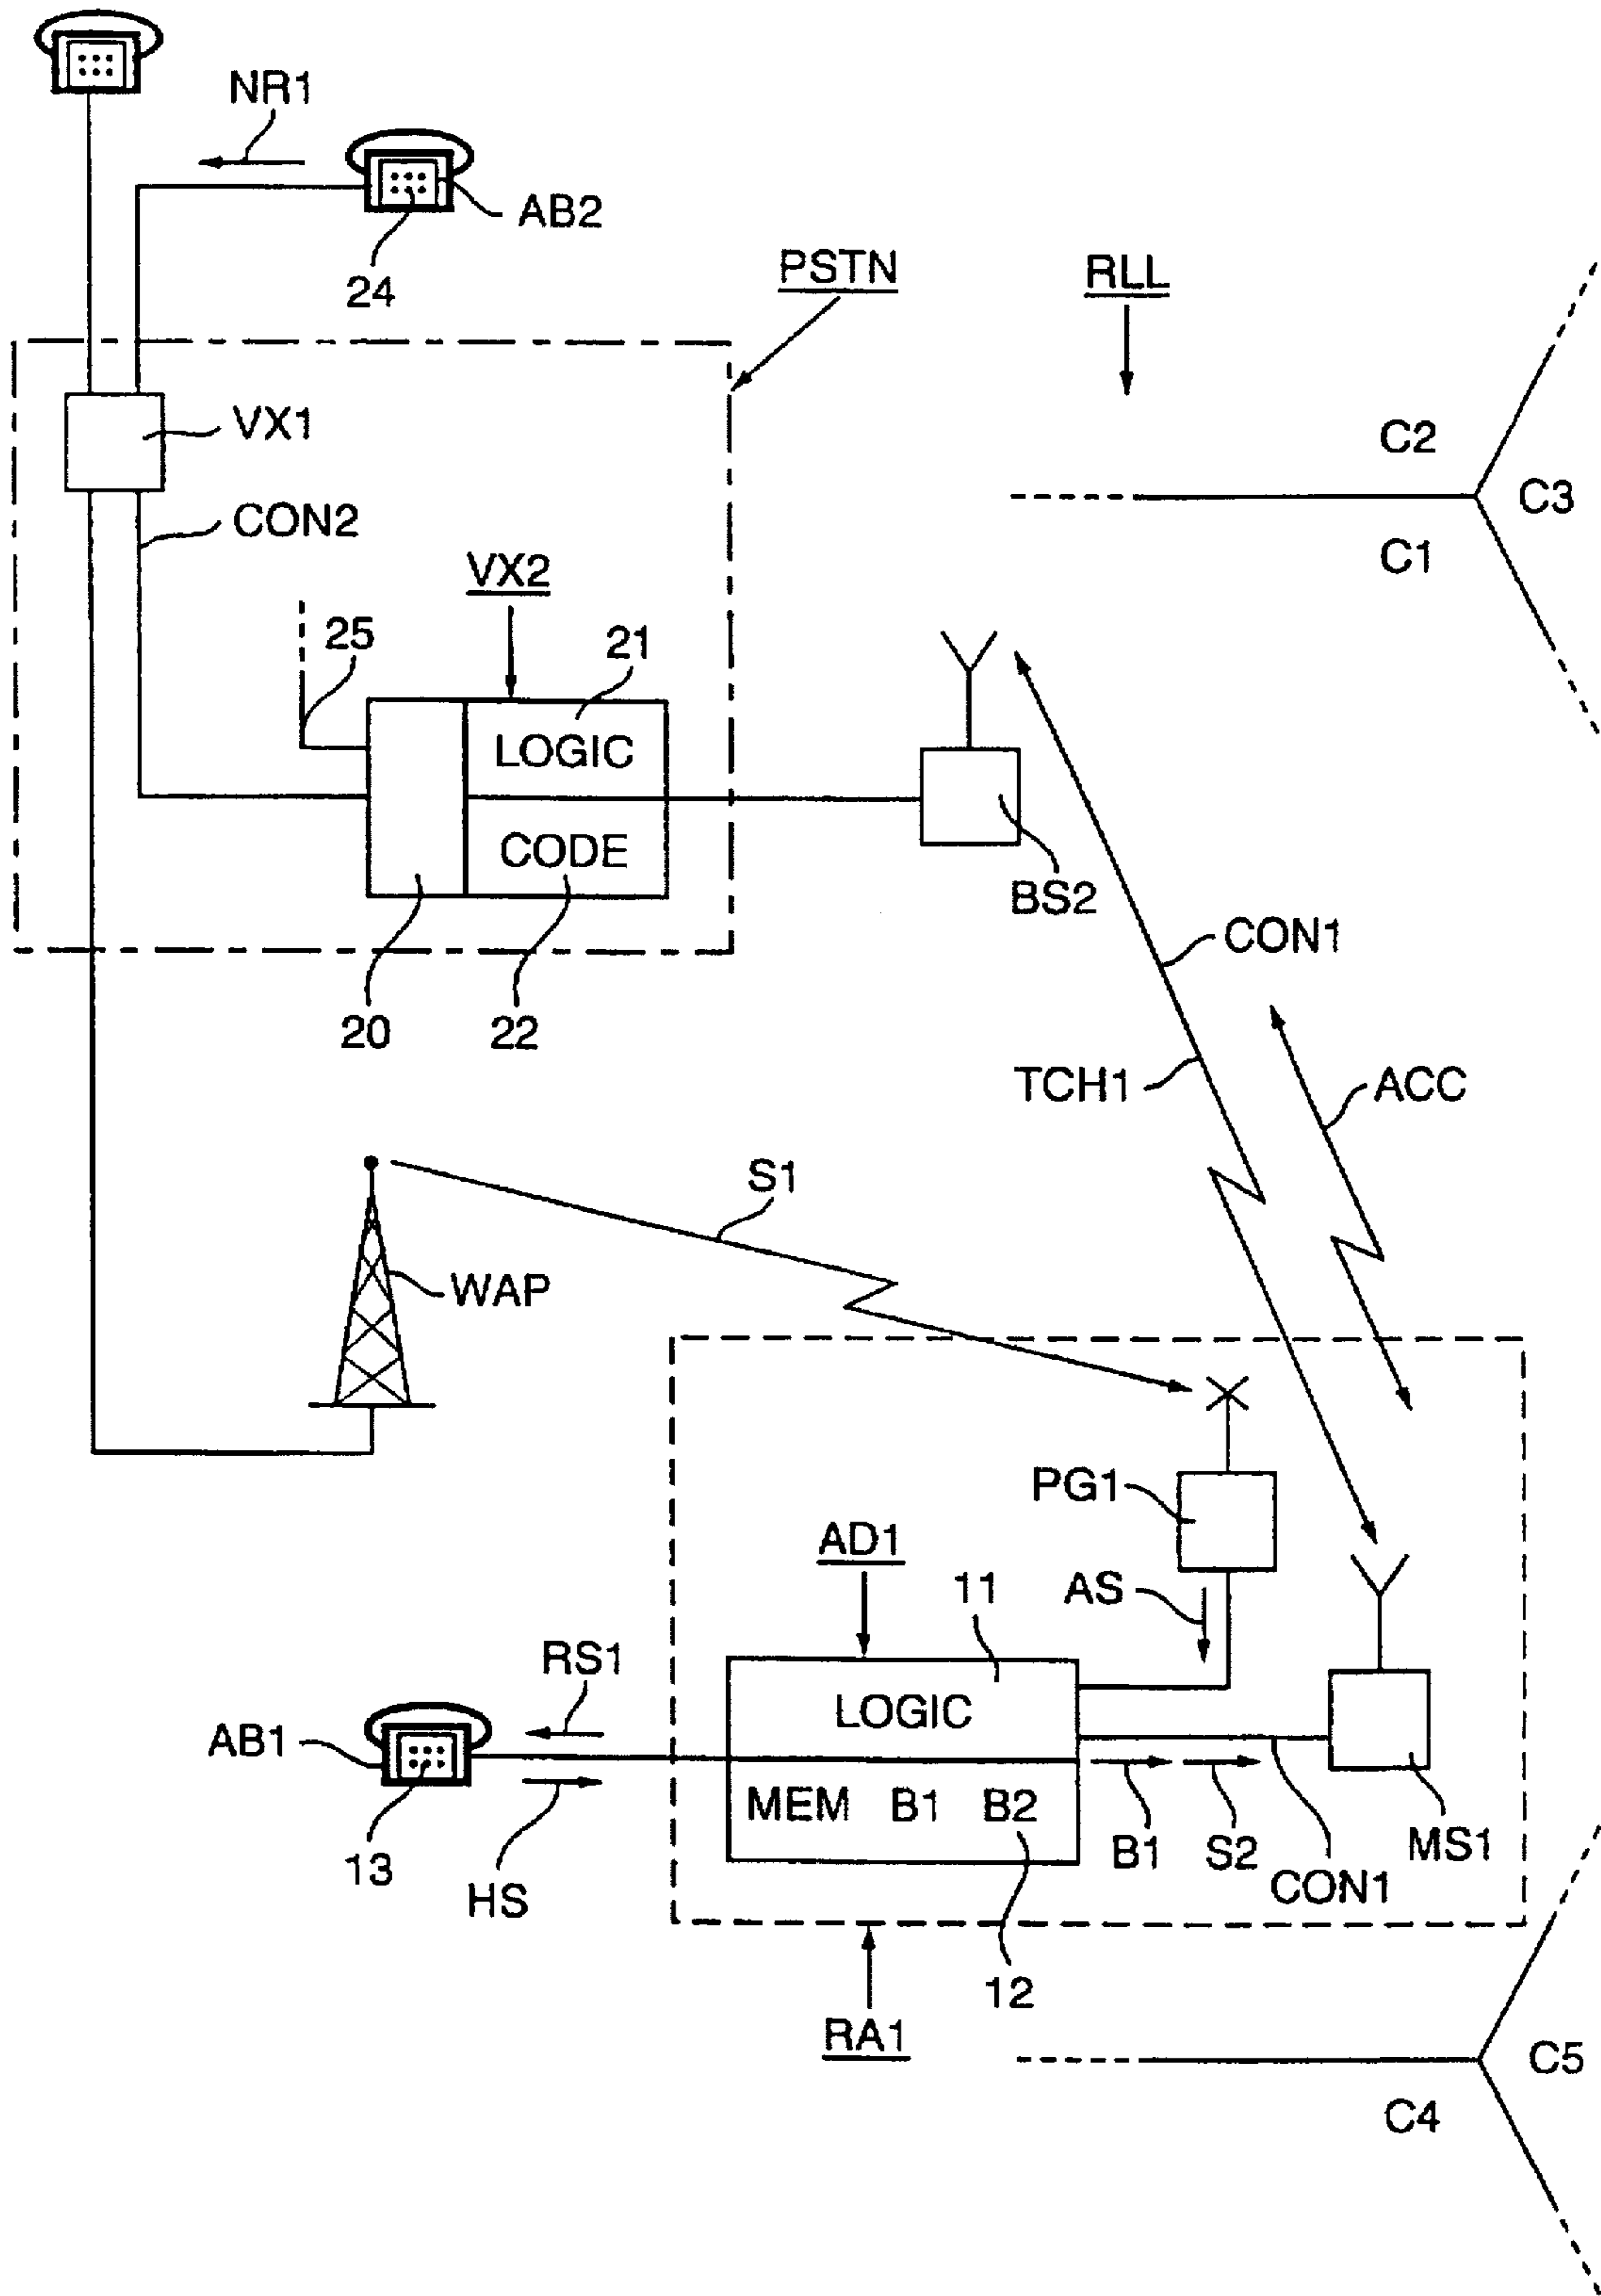 NR1
AB2
24
PSTN
RLL
VX1
C2
C3
CON2
C1
VX2
25
21
LOGIC
CODE
BS2
CON1
20
22
TCH1
ACC
S1
WAP
PG1
AD1
11
AS
RS1
LOGIC
AB1
MEM B1 B2
13
HS
B1
S2
CON1
MS1
12
RA1
C5
C4